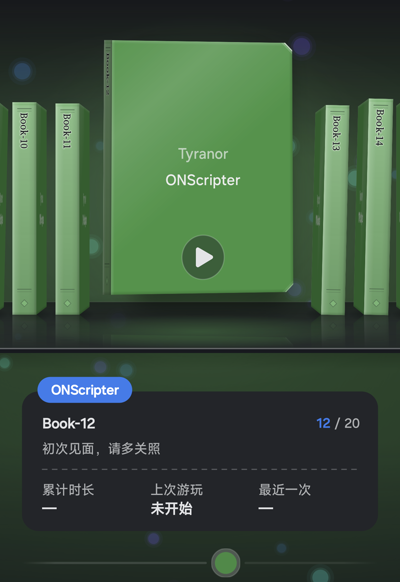 Book-10
Book-11
Tyranor
ONScripter
Book-13
Book-14
ONScripter
Book-12
12 / 20
初次见面，请多关照
累计时长 上次游玩 最近一次
— 未开始 —